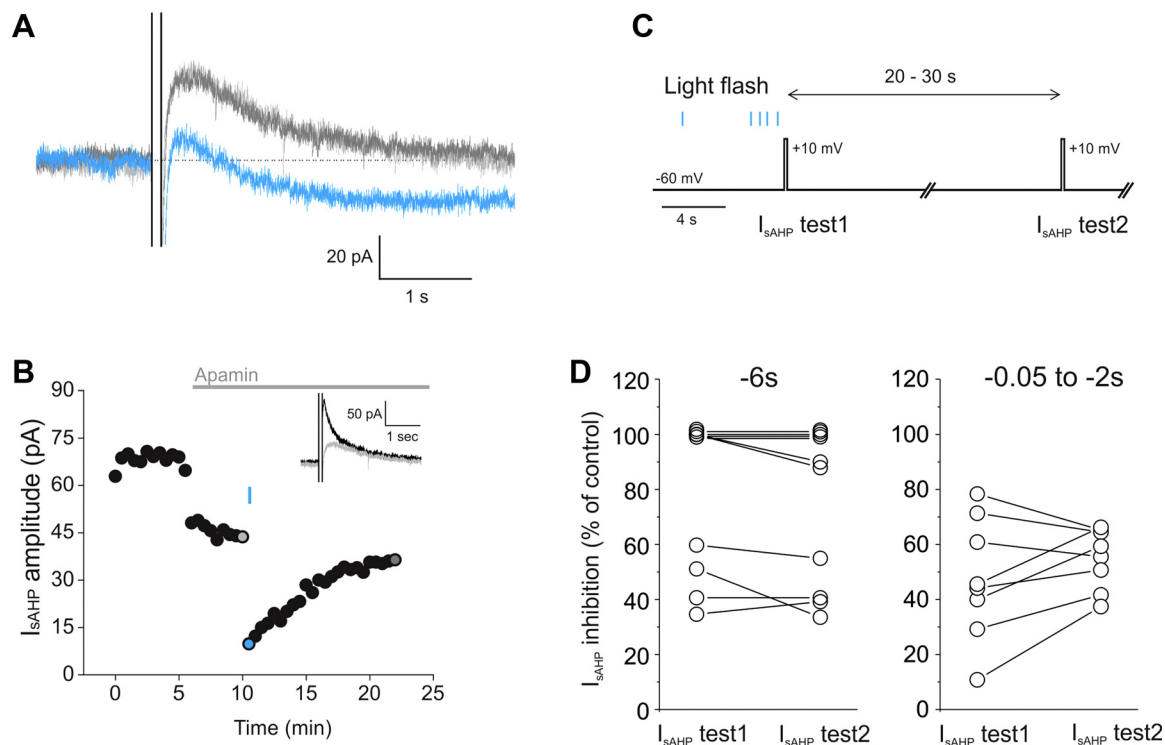 A
20 pA
1 s
B
Apamin
90
75
60
45
30
15
0
IsAHP amplitude (pA)
50 pA
1 sec
0
5
10
15
20
25
Time (min)
C
20 - 30 s
Light flash
+10 mV
+10 mV
-60 mV
4 s
IsAHP test1
IsAHP test2
D
-6s
-0.05 to -2s
IsAHP inhibition (% of control)
120
100
80
60
40
20
0
120
100
80
60
40
20
0
IsAHP test1
IsAHP test2
IsAHP test1
IsAHP test2